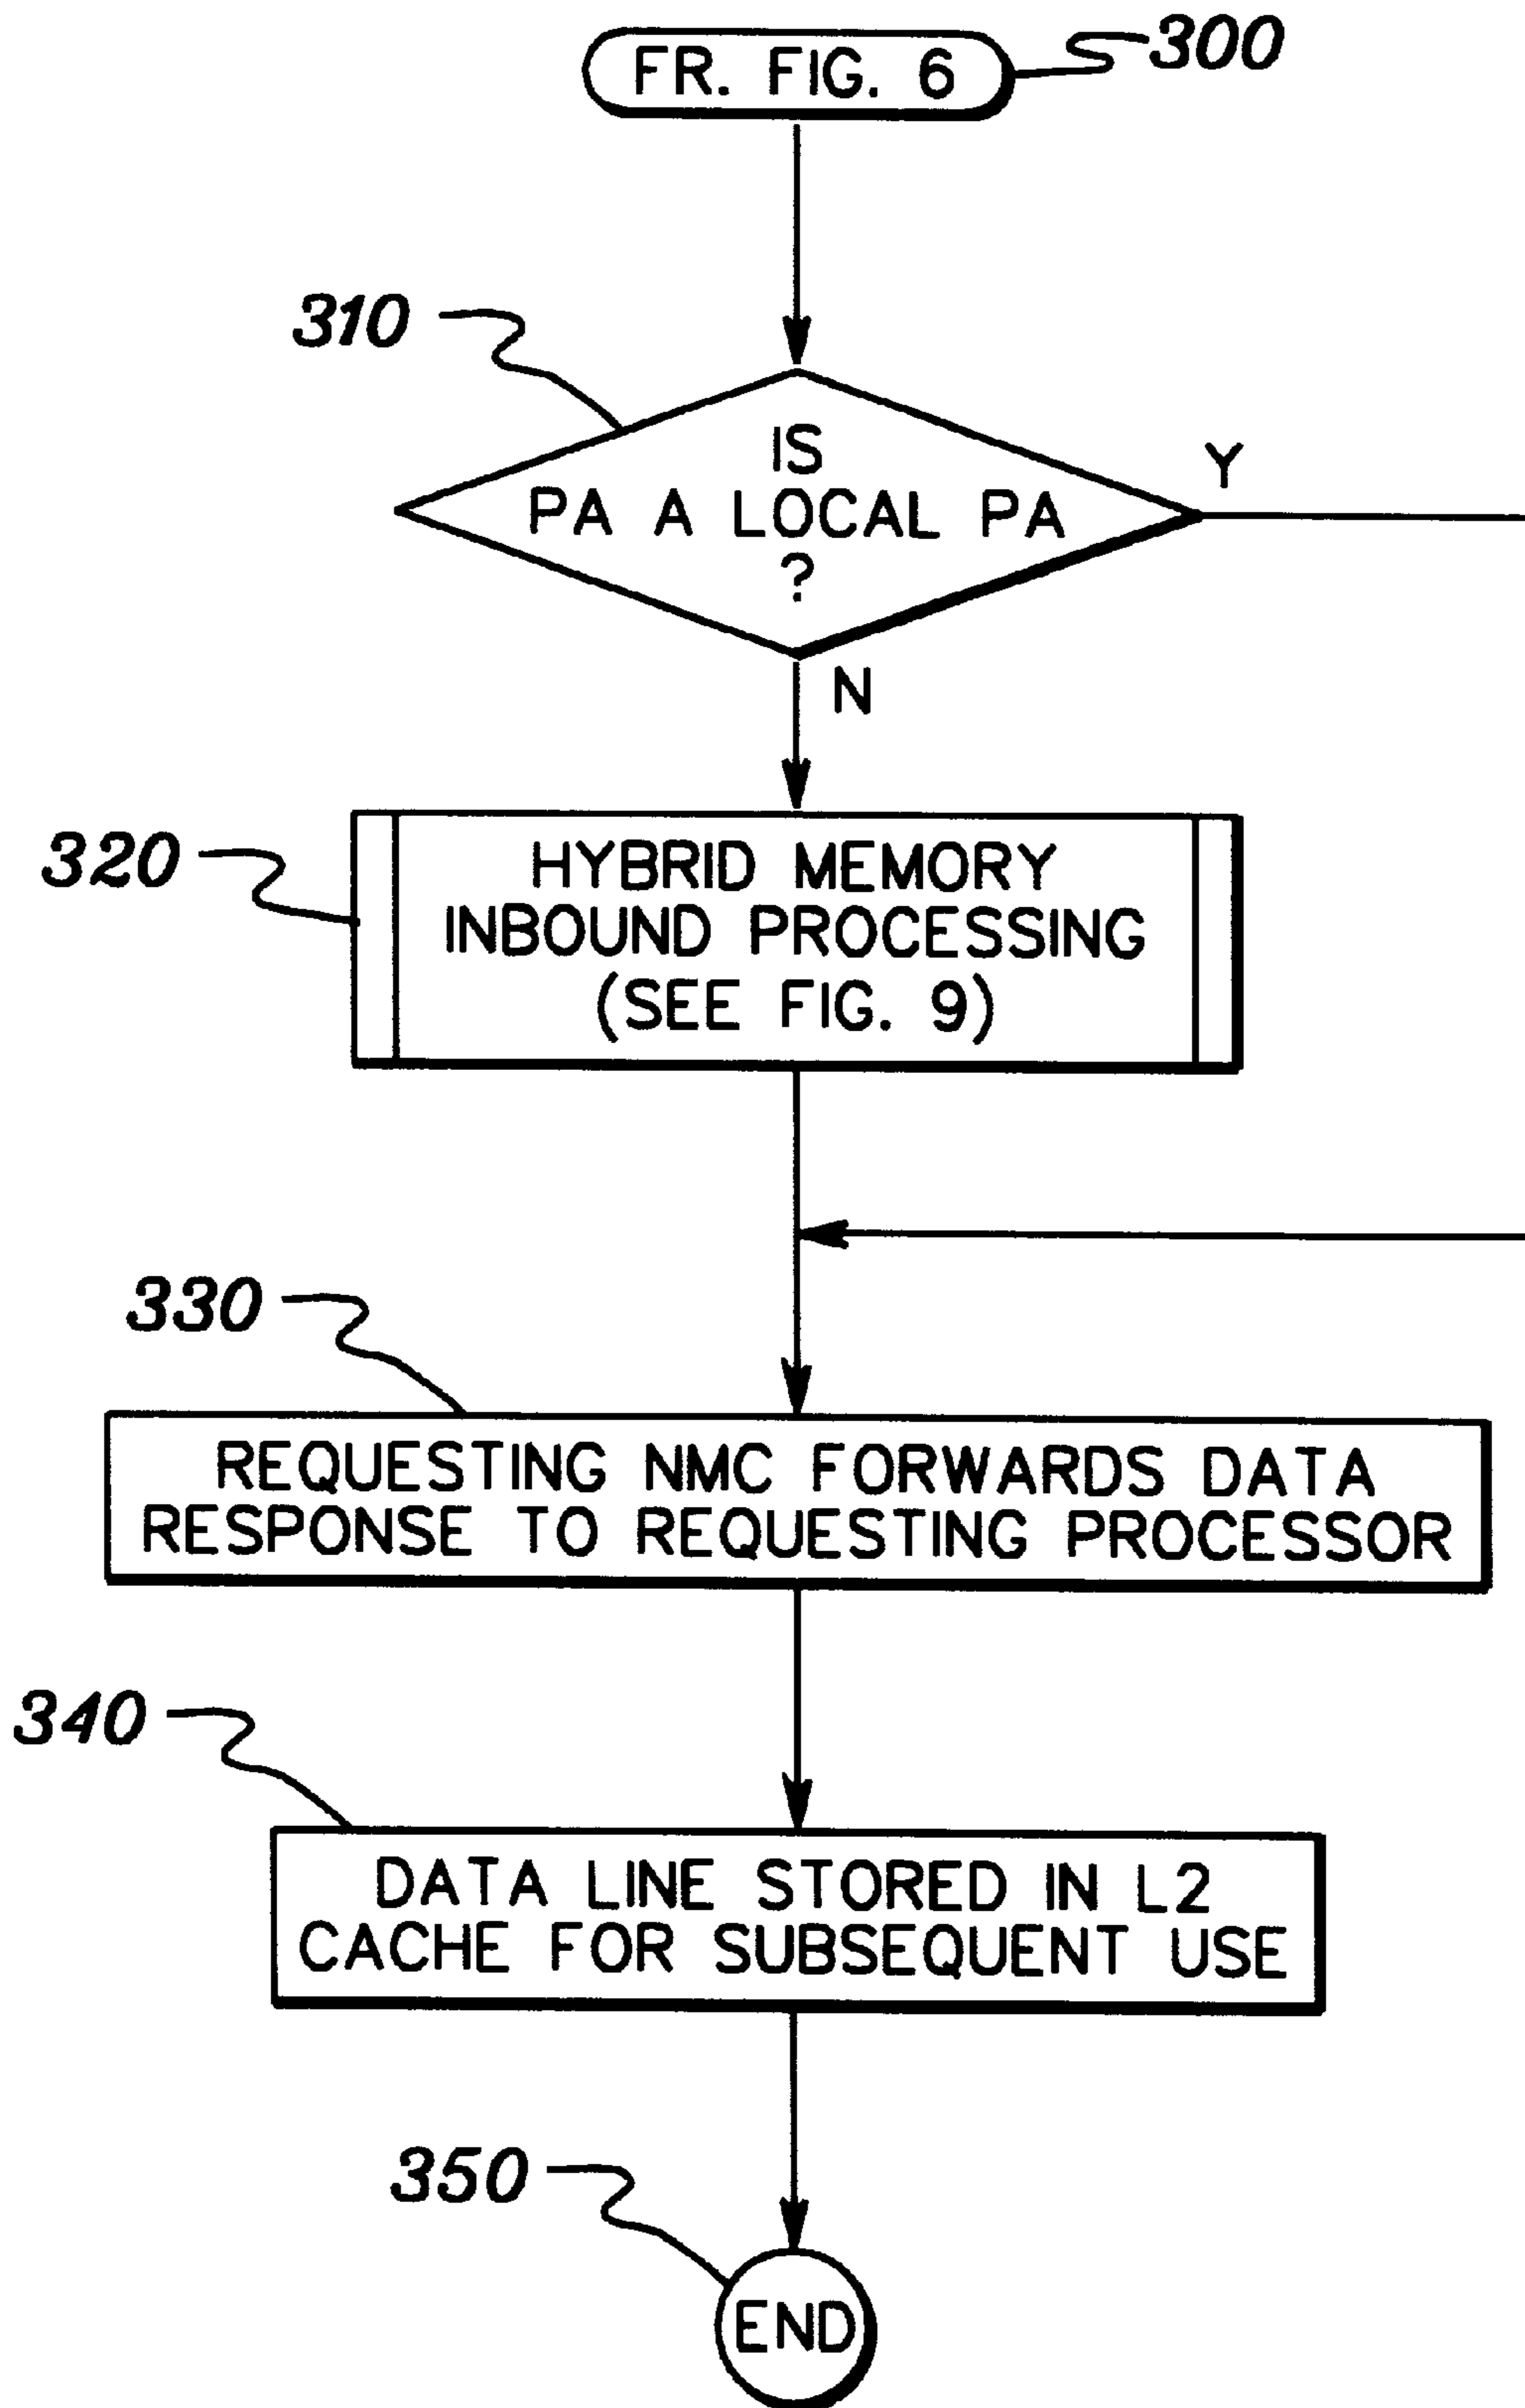 FR. FIG. 6
300
310
IS
PA A LOCAL PA
?
Y
N
320
HYBRID MEMORY
INBOUND PROCESSING
(SEE FIG. 9)
330
REQUESTING NMC FORWARDS DATA
RESPONSE TO REQUESTING PROCESSOR
340
DATA LINE STORED IN L2
CACHE FOR SUBSEQUENT USE
350
END